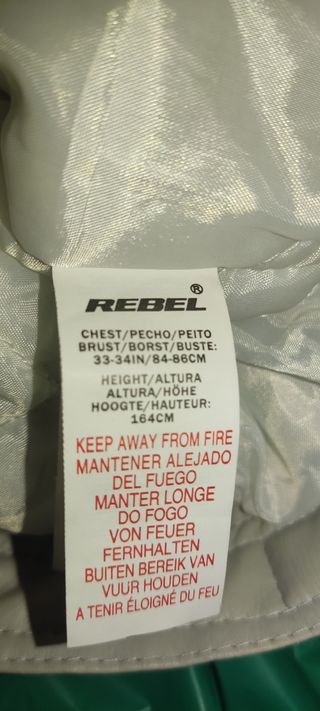 REBEL®
CHEST/PECHO/PEITO
BRUST/BORST/BUSTE:
33-34IN/84-86CM
HEIGHT/ALTURA
ALTURA/HÖHE
HOOGTE/HAUTEUR:
164CM
KEEP AWAY FROM FIRE
MANTENER ALEJADO
DEL FUEGO
MANTER LONGE
DO FOGO
VON FEUER
FERNHALTEN
BUITEN BEREIK VAN
VUUR HOUDEN
A TENIR ÉLOIGNÉ DU FEU